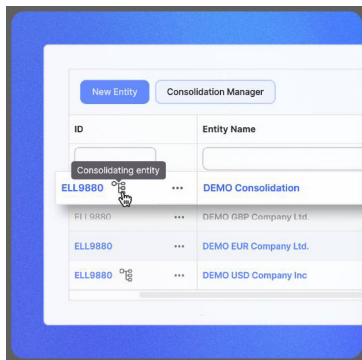 New Entity Consolidation Manager
ID Entity Name
Consolidating entity
ELL9880 ••• DEMO Consolidation
ELL9880 ••• DEMO GBP Company Ltd.
ELL9880 ••• DEMO EUR Company Ltd.
ELL9880 ••• DEMO USD Company Inc